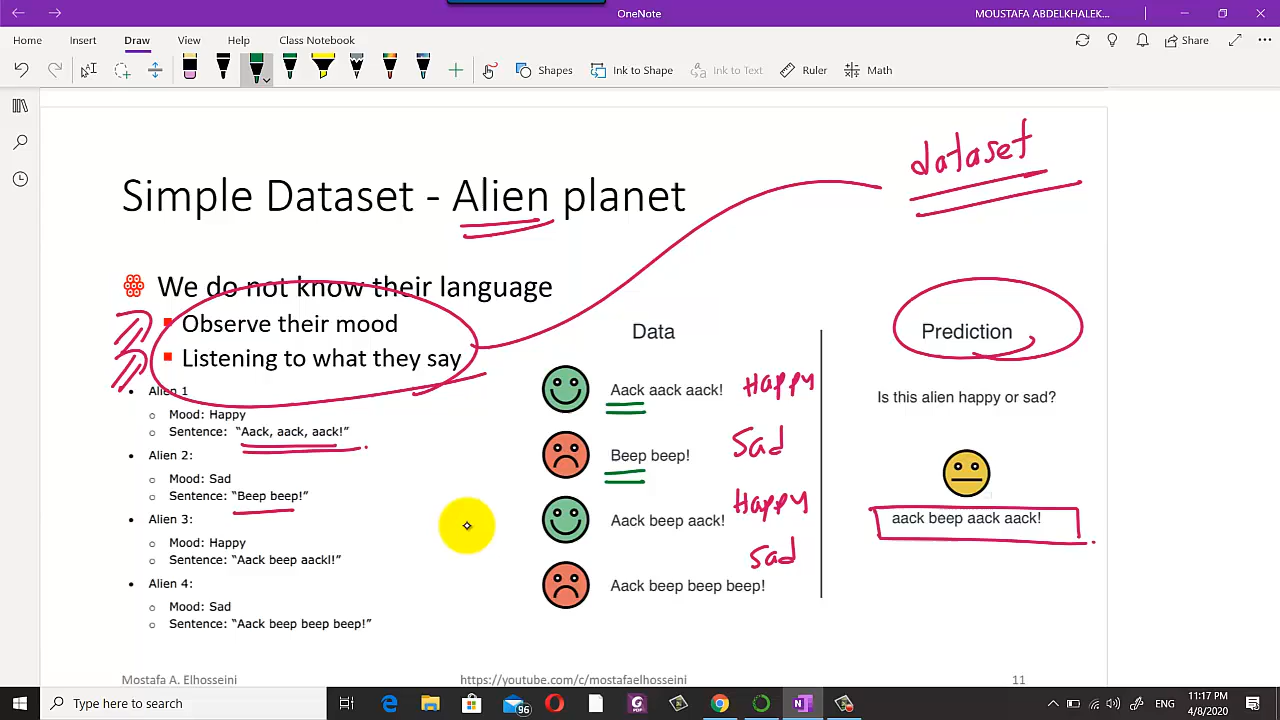 OneNote
MOUSTAFA ABDELKHALEK...
Home Insert Draw View Help Class Notebook Share
Shapes Ink to Shape Ink to Text Ruler Math
dataset
Simple Dataset - Alien planet
We do not know their language
Observe their mood
Listening to what they say
Alien 1
Mood: Happy
Sentence: “Aack, aack, aack!”
Alien 2:
Mood: Sad
Sentence: “Beep beep!”
Alien 3:
Mood: Happy
Sentence: “Aack beep aackl!”
Alien 4:
Mood: Sad
Sentence: “Aack beep beep beep!”
Data
Aack aack aack! Happy
Beep beep! Sad
Aack beep aack! Happy
Sad
Aack beep beep beep!
Prediction
Is this alien happy or sad?
aack beep aack aack!
Mostafa A. Elhosseini https://youtube.com/c/mostafaelhosseini 11
Type here to search
96
ENG
11:17 PM
4/8/2020